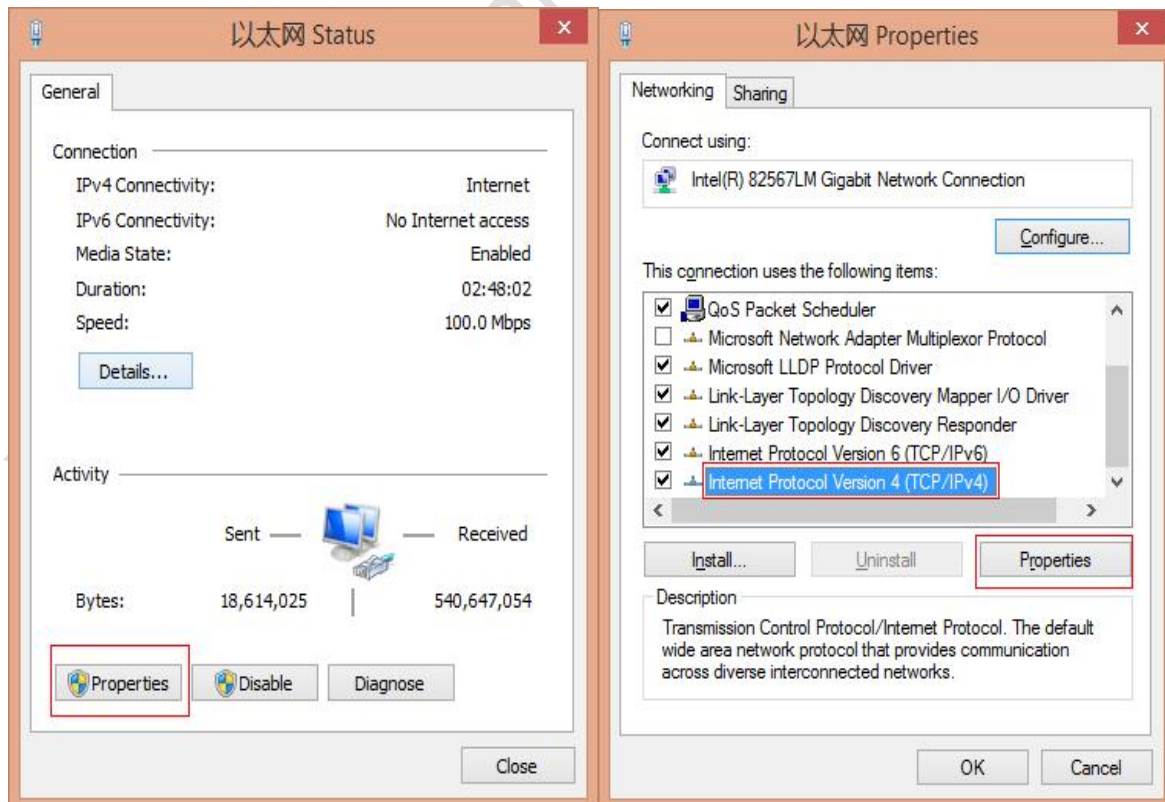 以太网 Status
General
Connection
IPv4 Connectivity: Internet
IPv6 Connectivity: No Internet access
Media State: Enabled
Duration: 02:48:02
Speed: 100.0 Mbps
Details...
Activity
Sent Received
Bytes: 18,614,025 540,647,054
Properties Disable Diagnose
Close
以太网 Properties
Networking Sharing
Connect using:
Intel(R) 82567LM Gigabit Network Connection
Configure...
This connection uses the following items:
QoS Packet Scheduler
Microsoft Network Adapter Multiplexor Protocol
Microsoft LLDP Protocol Driver
Link-Layer Topology Discovery Mapper I/O Driver
Link-Layer Topology Discovery Responder
Internet Protocol Version 6 (TCP/IPv6)
Internet Protocol Version 4 (TCP/IPv4)
Install... Uninstall Properties
Description
Transmission Control Protocol/Internet Protocol. The default
wide area network protocol that provides communication
across diverse interconnected networks.
OK Cancel